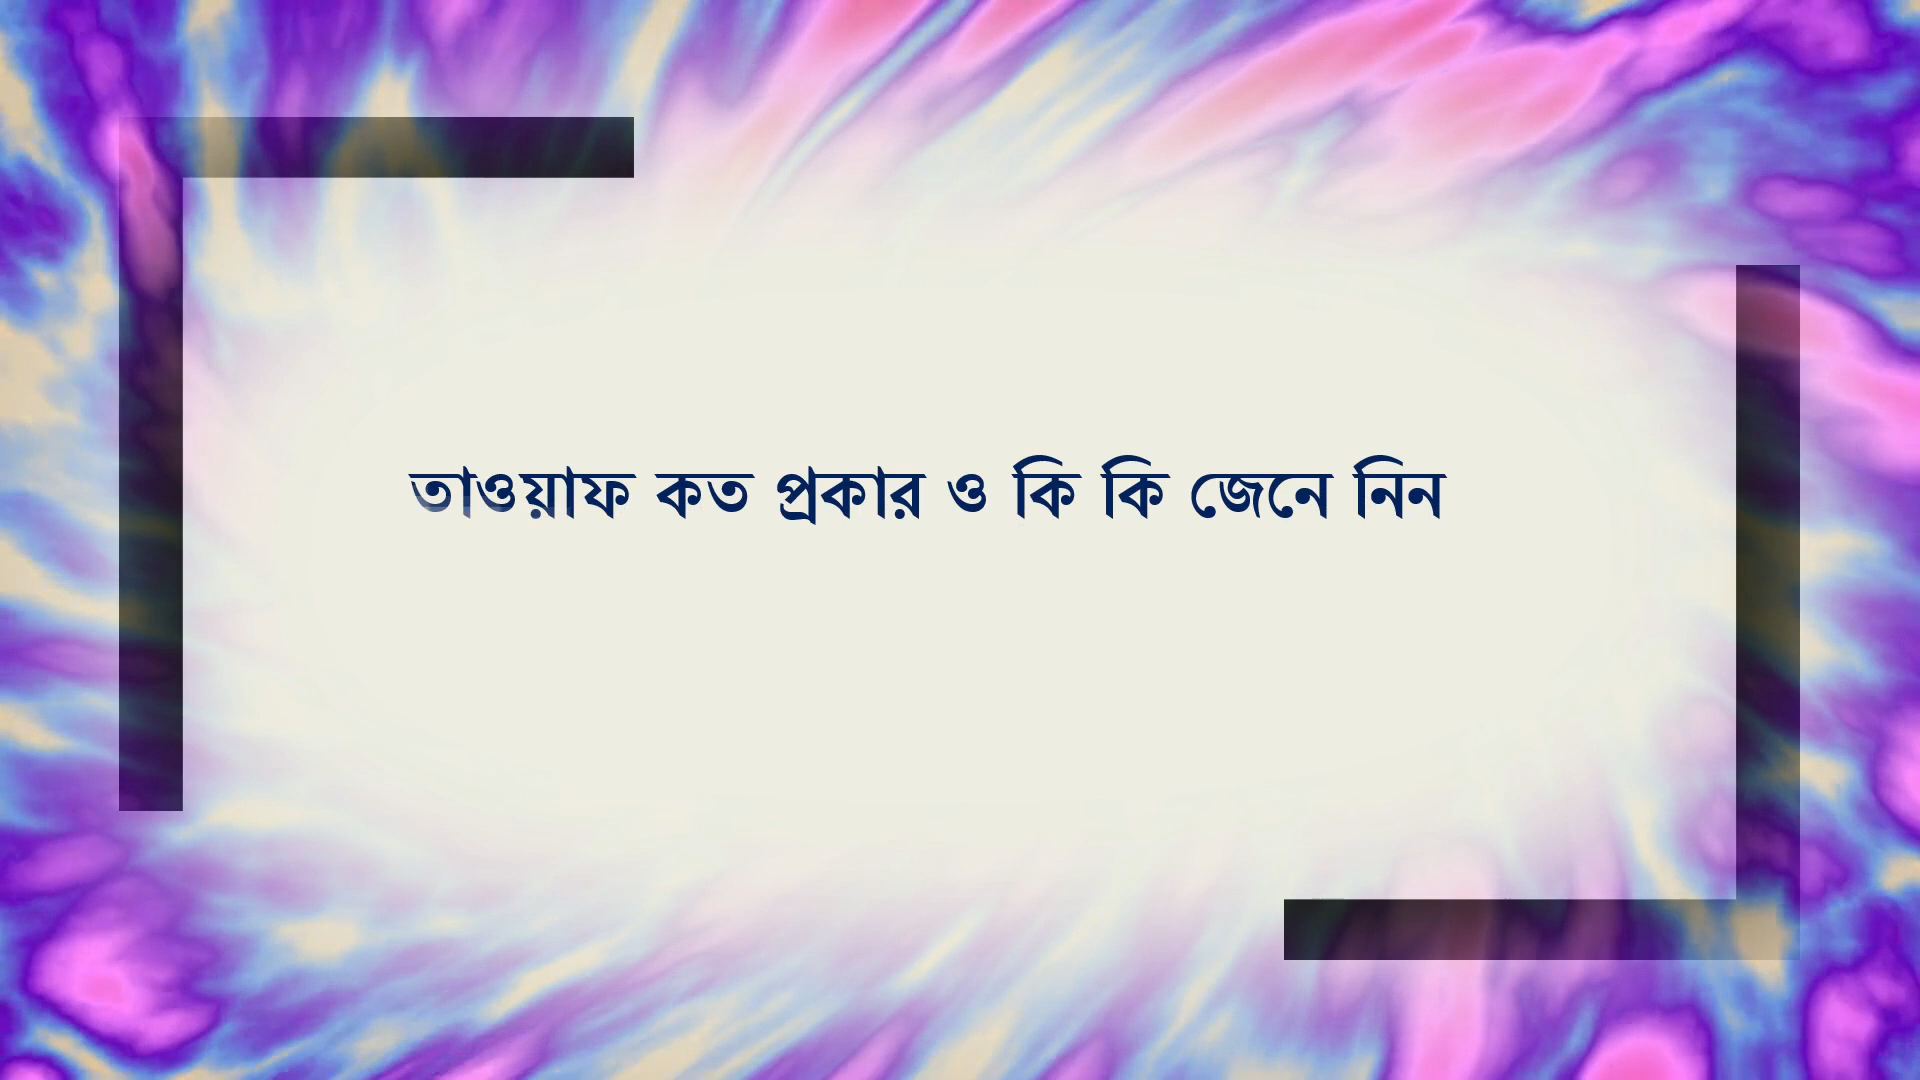 তাওয়াফ কত প্রকার ও কি কি জেনে নিন